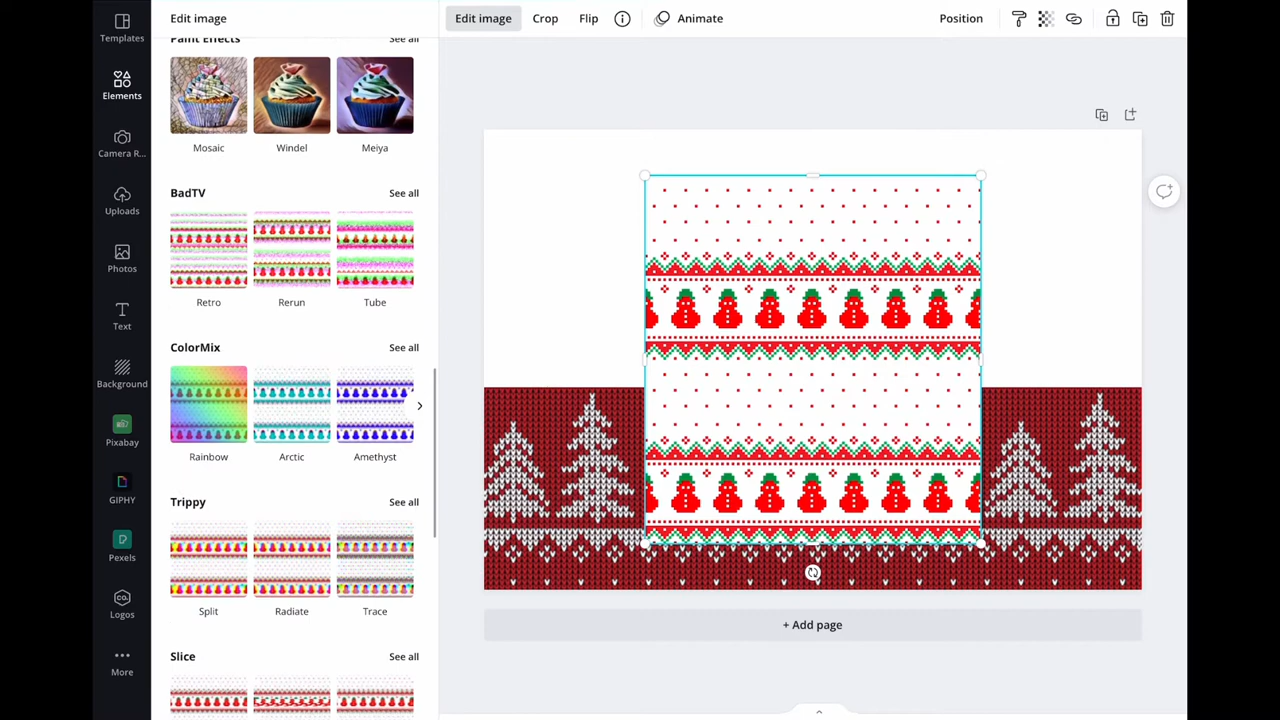 Templates
Elements
Camera R...
Uploads
Photos
Text
Background
Pixabay
GIPHY
Pexels
CO.
Logos
More
Edit image
Paint Effects See all
Mosaic Windel Meiya
BadTV See all
Retro Rerun Tube
ColorMix See all
Rainbow Arctic Amethyst
Trippy See all
Split Radiate Trace
Slice See all
Edit image Crop Flip Animate Position
+ Add page